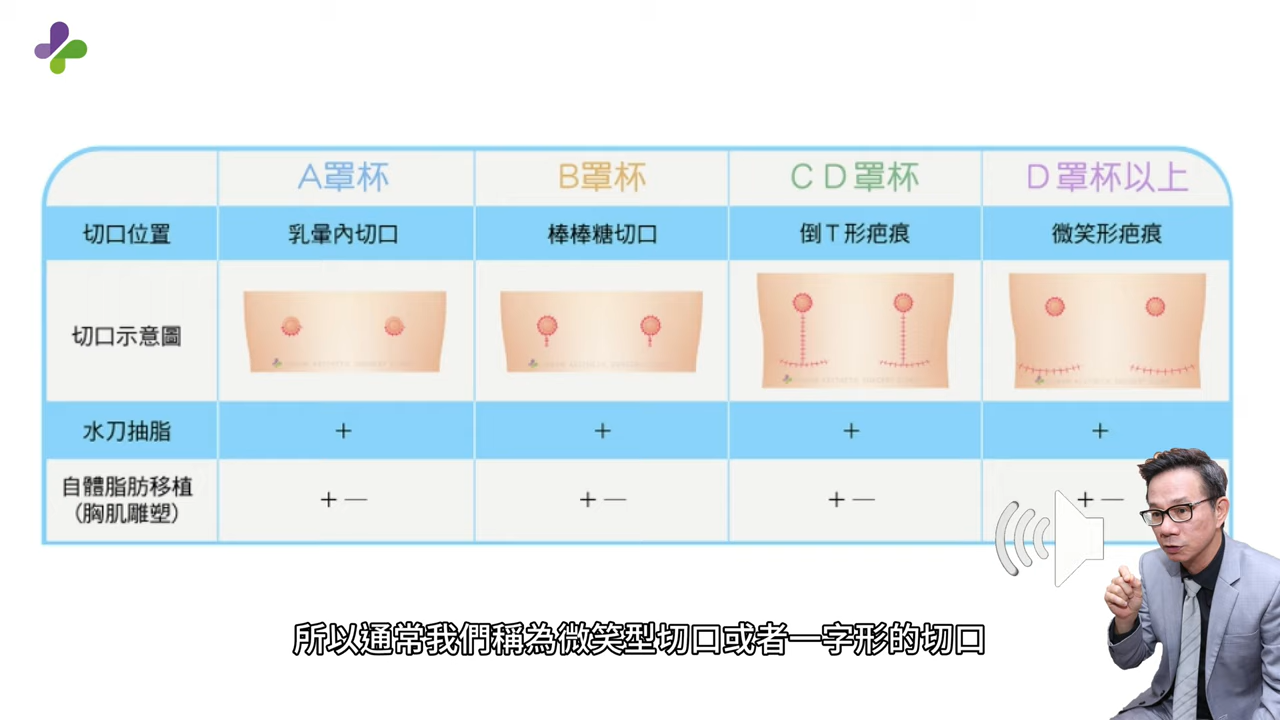 A罩杯 B罩杯 CD罩杯 D罩杯以上
切口位置 乳暈內切口 棒棒糖切口 倒T形疤痕 微笑形疤痕
切口示意圖
水刀抽脂 + + + +
自體脂肪移植 +— +— +— +—
(胸肌雕塑)
所以通常我們稱為微笑型切口或者一字形的切口